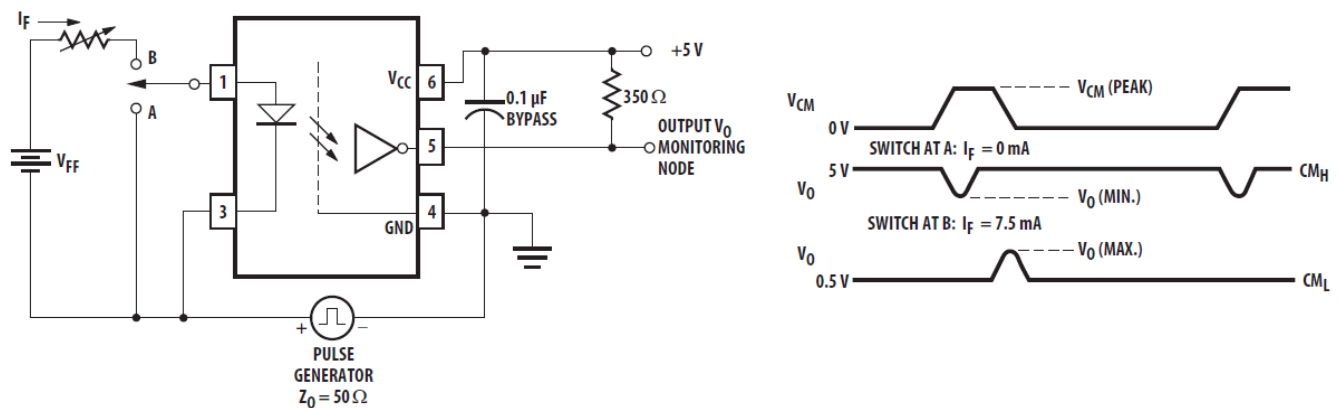 IF
B
A
VFF
1
3
VCC
6
5
GND
4
0.1 µF
BYPASS
+5 V
350 Ω
OUTPUT VO
MONITORING
NODE
+
–
PULSE
GENERATOR
ZO = 50 Ω
VCM
VCM (PEAK)
0 V
SWITCH AT A: IF = 0 mA
5 V
CMH
VO
VO (MIN.)
SWITCH AT B: IF = 7.5 mA
VO
VO (MAX.)
0.5 V
CML